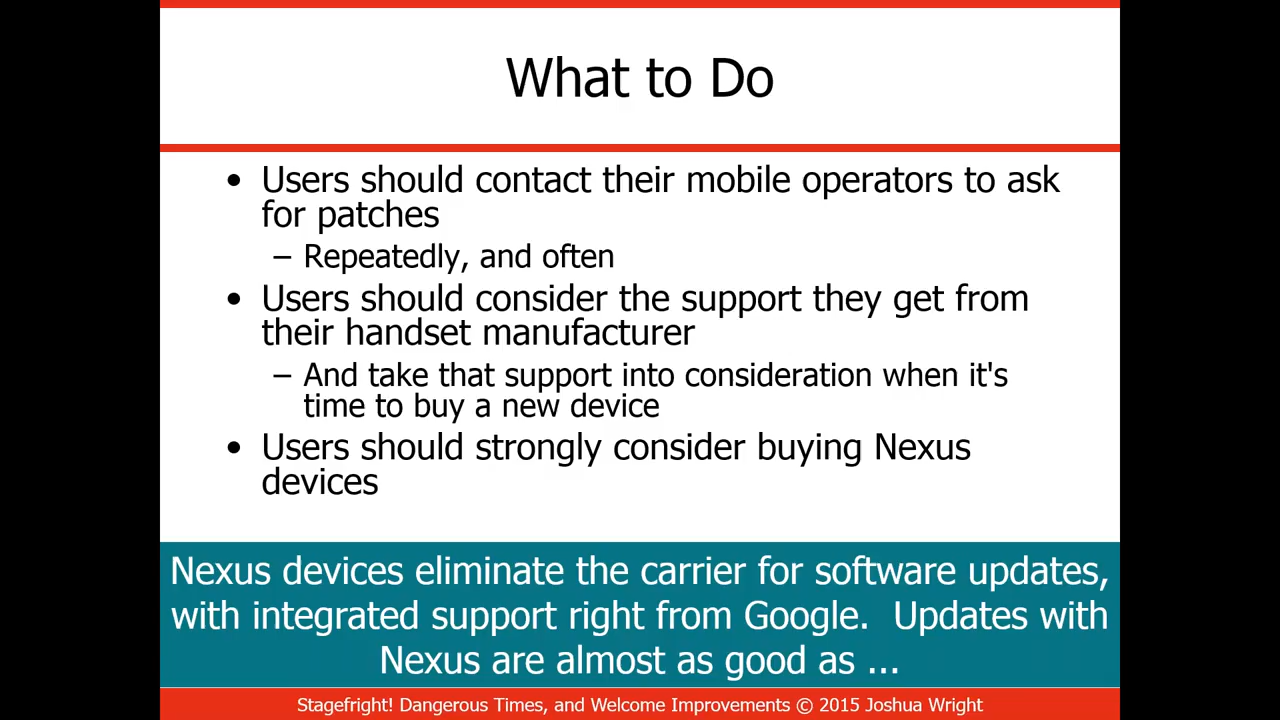 What to Do
• Users should contact their mobile operators to ask
for patches
– Repeatedly, and often
• Users should consider the support they get from
their handset manufacturer
– And take that support into consideration when it's
time to buy a new device
• Users should strongly consider buying Nexus
devices
Nexus devices eliminate the carrier for software updates,
with integrated support right from Google.  Updates with
Nexus are almost as good as ...
Stagefright! Dangerous Times, and Welcome Improvements © 2015 Joshua Wright